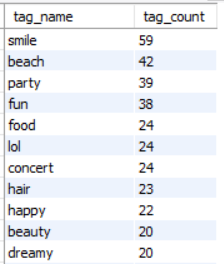 tag_name tag_count
smile 59
beach 42
party 39
fun 38
food 24
lol 24
concert 24
hair 23
happy 22
beauty 20
dreamy 20